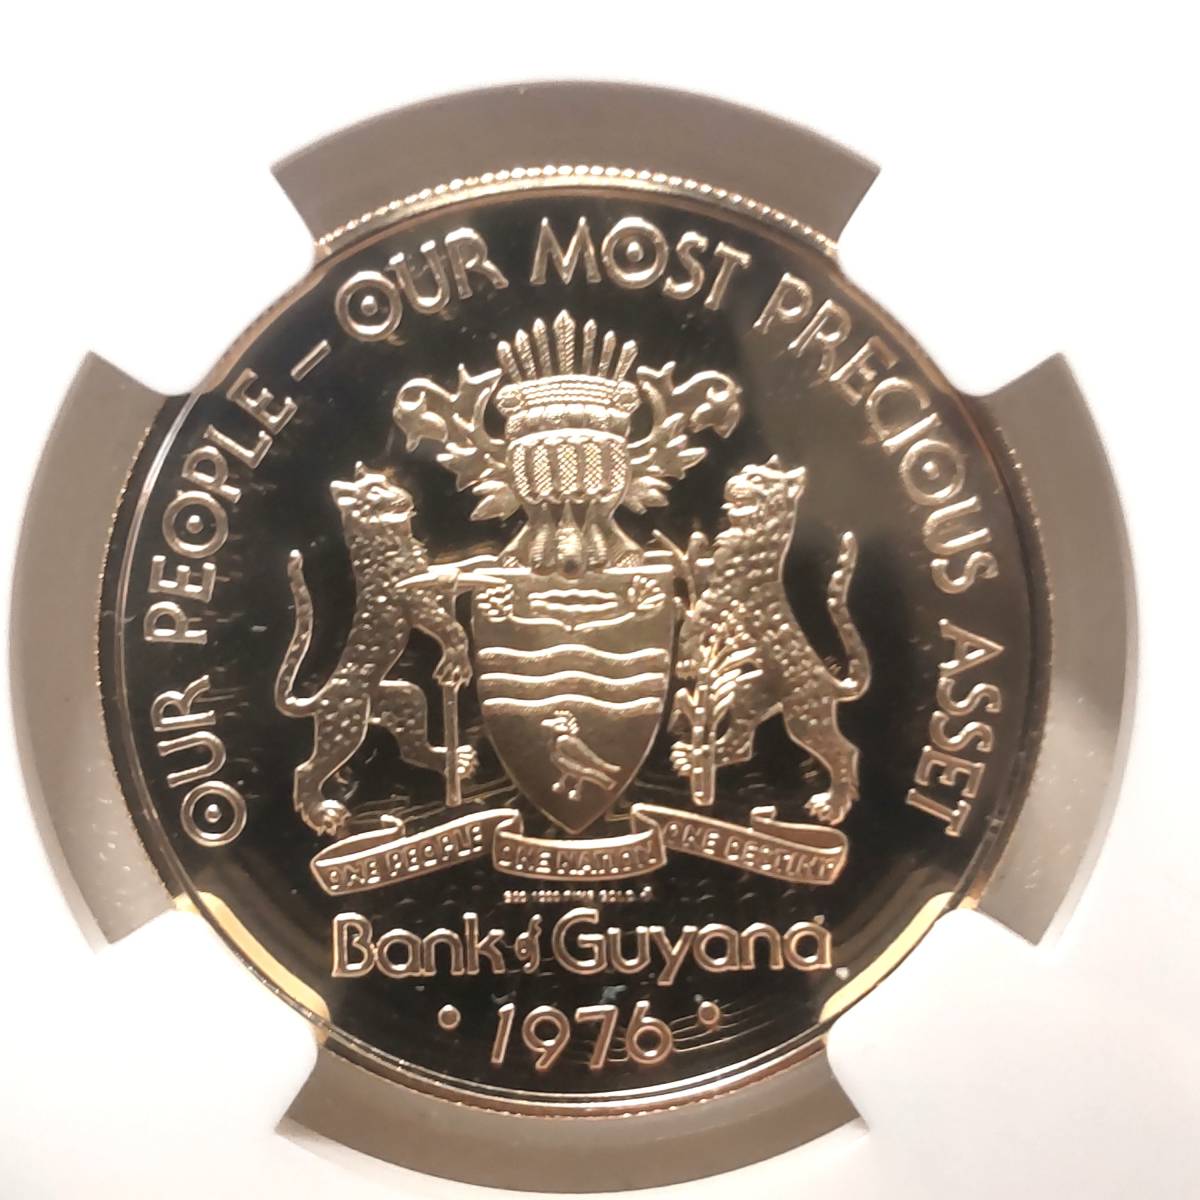 OUR PEOPLE – OUR MOST PRECIOUS ASSET
ONE PEOPLE ONE NATION ONE DESTINY
Bank of Guyana
• 1976 •